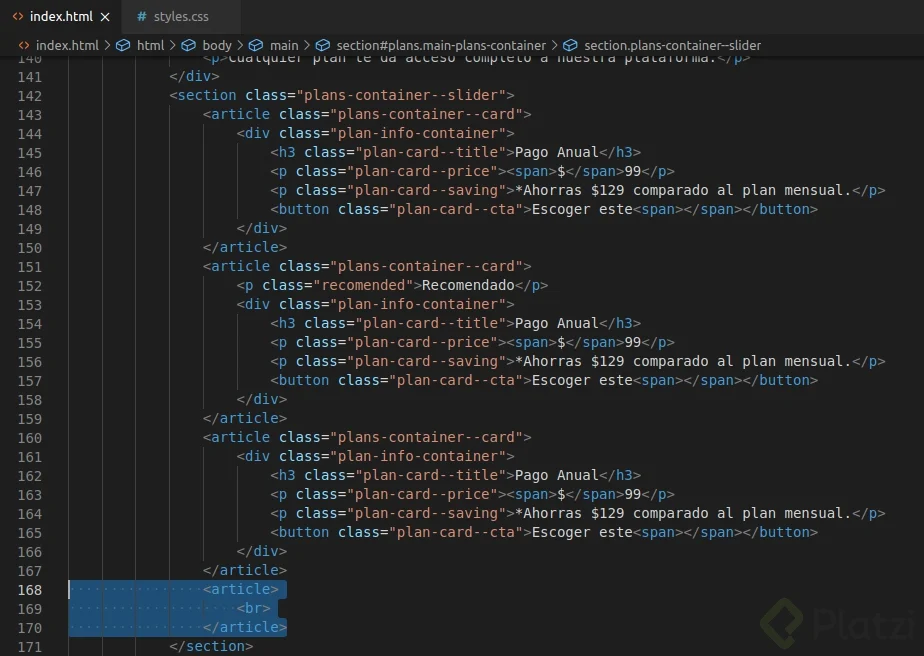 index.html
# styles.css
index.html > html > body > main > section#plans.main-plans-container > section.plans-container--slider
140 <p>Cualquier plan te da acceso completo a nuestra plataforma.</p>
141 </div>
142 <section class="plans-container--slider">
143 <article class="plans-container--card">
144 <div class="plan-info-container">
145 <h3 class="plan-card--title">Pago Anual</h3>
146 <p class="plan-card--price"><span>$</span>99</p>
147 <p class="plan-card--saving">*Ahorras $129 comparado al plan mensual.</p>
148 <button class="plan-card--cta">Escoger este<span></span></button>
149 </div>
150 </article>
151 <article class="plans-container--card">
152 <p class="recomended">Recomendado</p>
153 <div class="plan-info-container">
154 <h3 class="plan-card--title">Pago Anual</h3>
155 <p class="plan-card--price"><span>$</span>99</p>
156 <p class="plan-card--saving">*Ahorras $129 comparado al plan mensual.</p>
157 <button class="plan-card--cta">Escoger este<span></span></button>
158 </div>
159 </article>
160 <article class="plans-container--card">
161 <div class="plan-info-container">
162 <h3 class="plan-card--title">Pago Anual</h3>
163 <p class="plan-card--price"><span>$</span>99</p>
164 <p class="plan-card--saving">*Ahorras $129 comparado al plan mensual.</p>
165 <button class="plan-card--cta">Escoger este<span></span></button>
166 </div>
167 </article>
168 <article>
169 <br>
170 </article>
171 </section>
Platzi